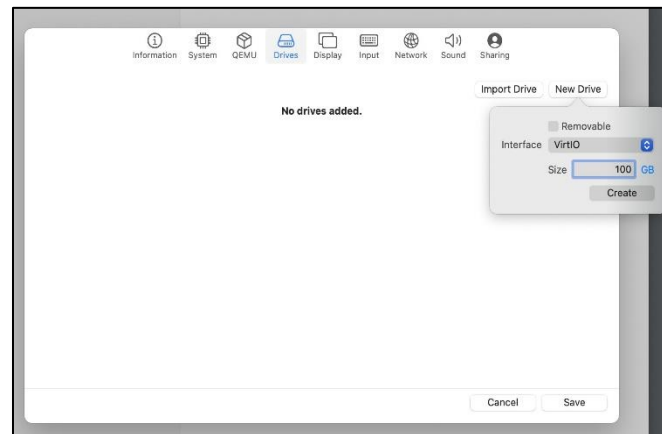 Information System QEMU Drives Display Input Network Sound Sharing
Import Drive New Drive
No drives added.
Removable
Interface VirtIO
Size 100 GB
Create
Cancel Save